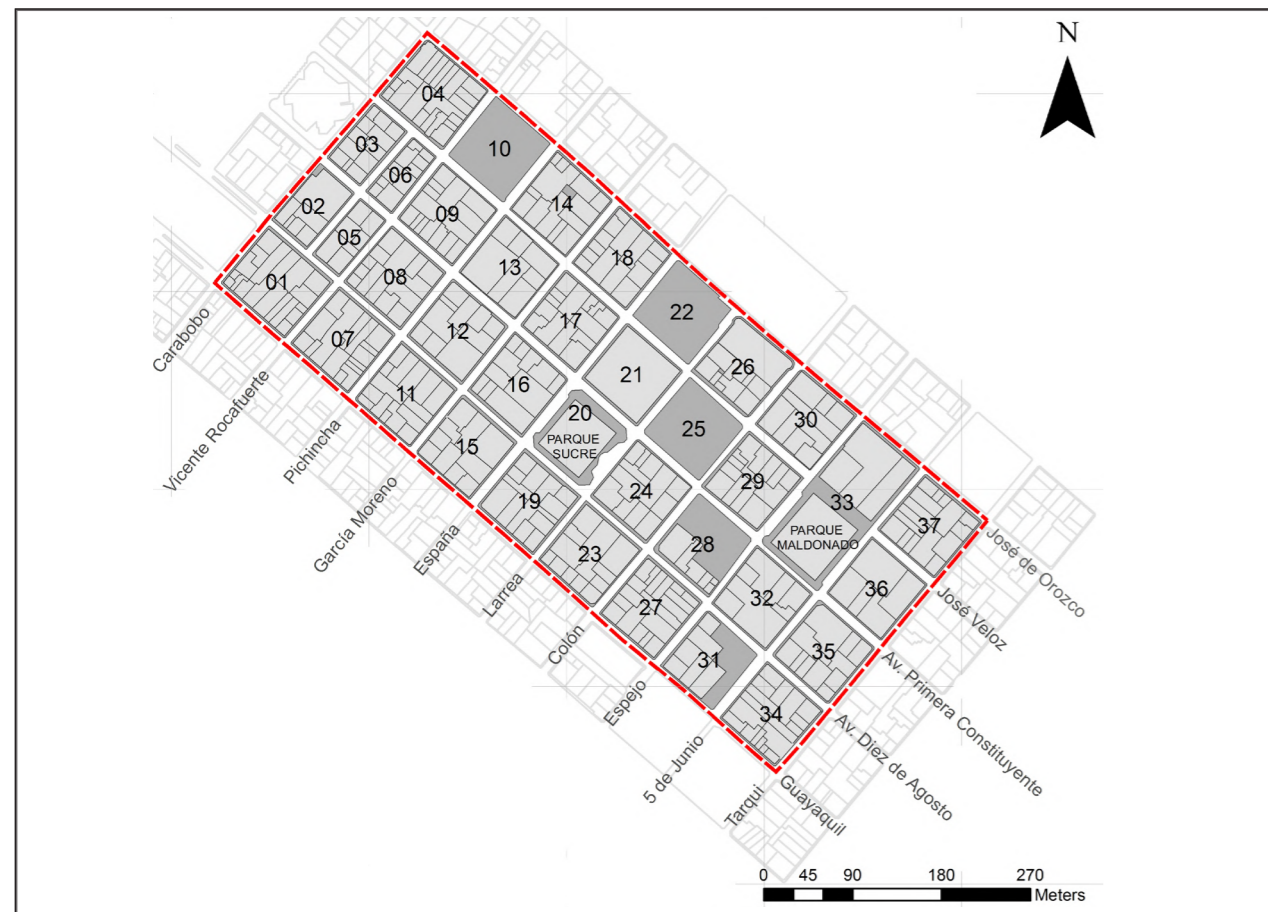 N
04
10
03
06
14
02
09
05
18
13
01
08
22
17
12
07
26
21
16
11
20
PARQUE
SUCRE
30
25
15
29
24
19
33
37
PARQUE
MALDONADO
28
23
36
32
27
35
31
34
Carabobo
Vicente Rocafuerte
Pichincha
García Moreno
España
Larrea
Colón
Espejo
5 de Junio
Tarqui
Guayaquil
Av. Diez de Agosto
Av. Primera Constituyente
José Veloz
José de Orozco
0 45 90 180 270
Meters